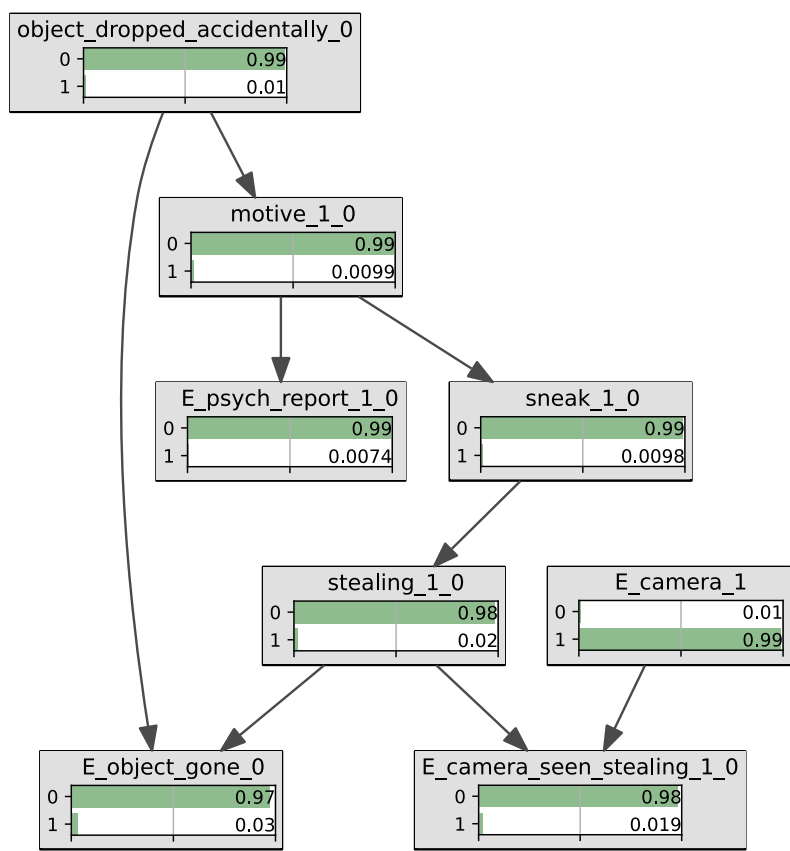 object_dropped_accidentally_0
0 0.99
1 0.01
motive_1_0
0 0.99
1 0.0099
E_psych_report_1_0
0 0.99
1 0.0074
sneak_1_0
0 0.99
1 0.0098
stealing_1_0
0 0.98
1 0.02
E_camera_1
0 0.01
1 0.99
E_object_gone_0
0 0.97
1 0.03
E_camera_seen_stealing_1_0
0 0.98
1 0.019